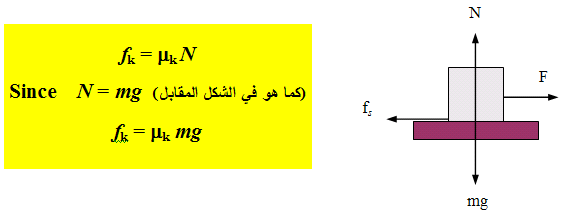 fk = μk N
Since N = mg (كما هو في الشكل المقابل)
fk = μk mg
N
F
fs
mg